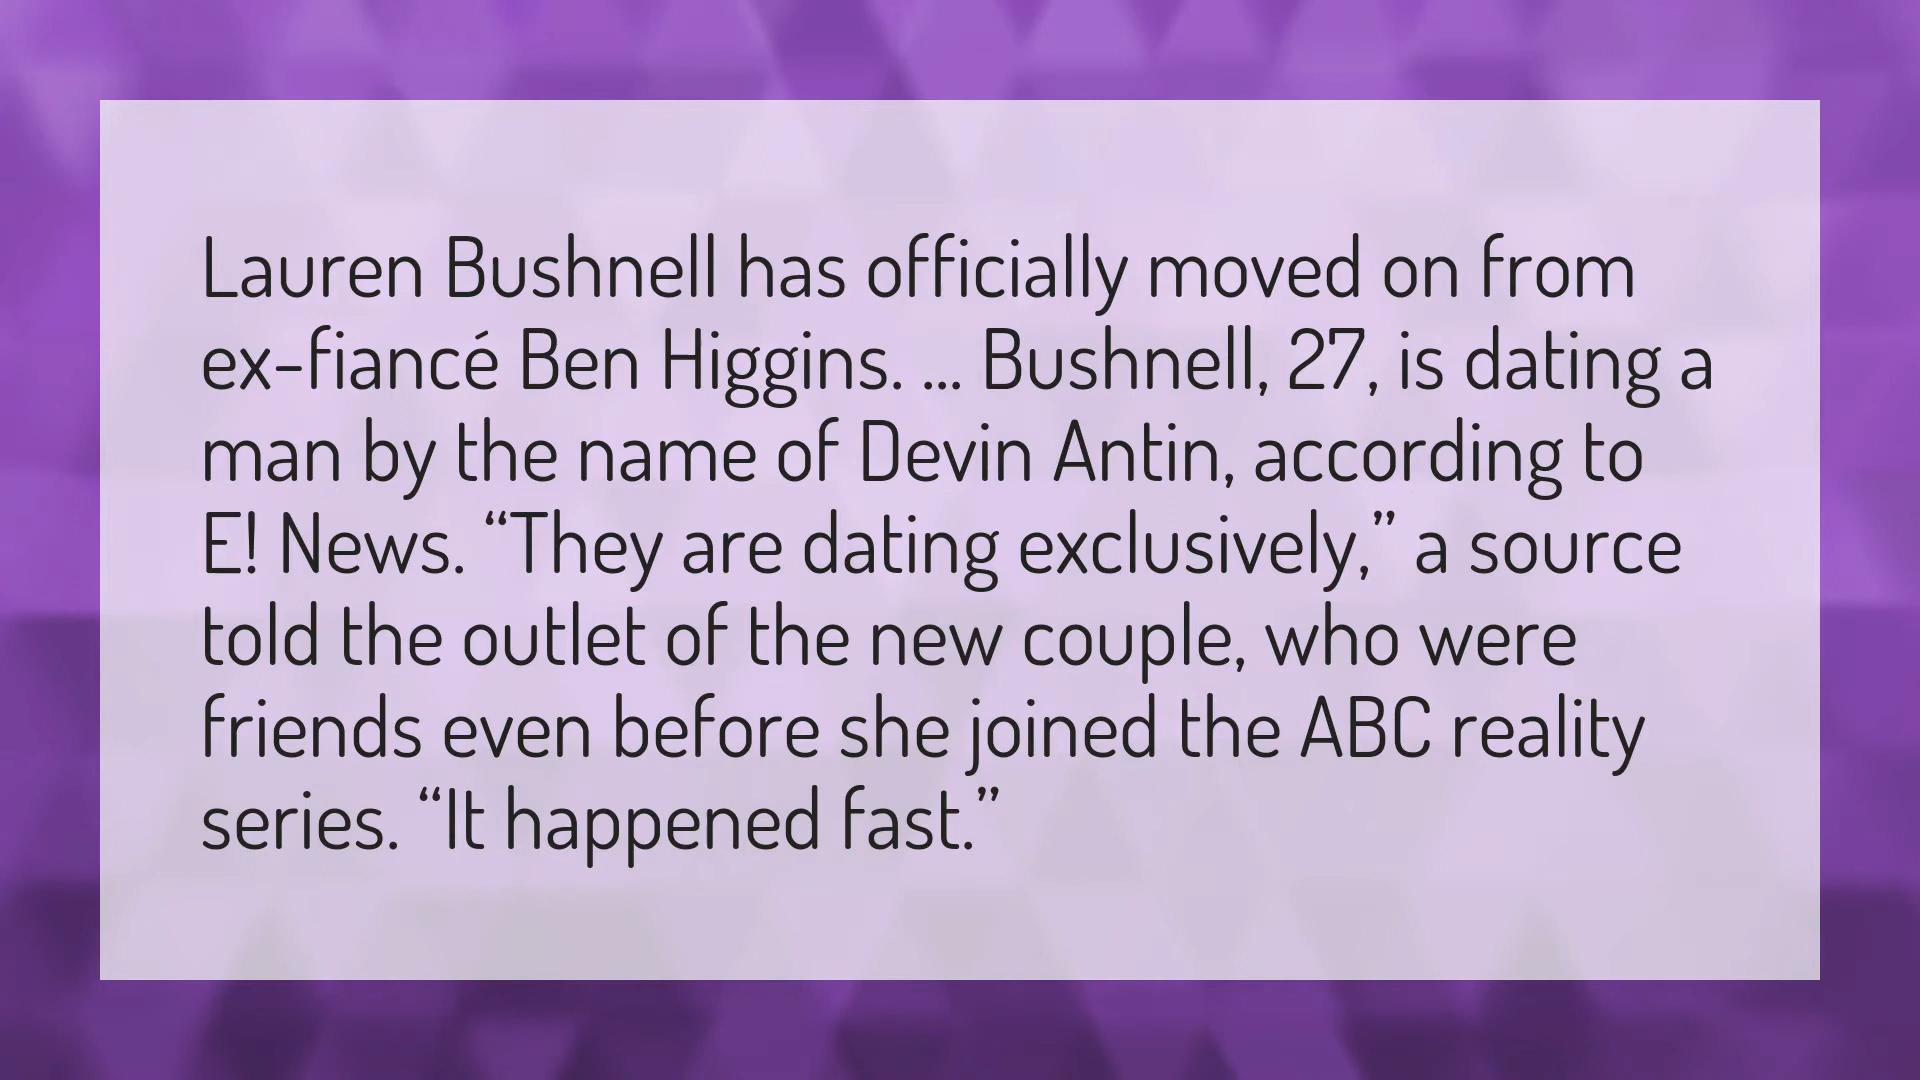 Lauren Bushnell has officially moved on from
ex-fiancé Ben Higgins. ... Bushnell, 27, is dating a
man by the name of Devin Antin, according to
E! News. “They are dating exclusively,” a source
told the outlet of the new couple, who were
friends even before she joined the ABC reality
series. “It happened fast.”